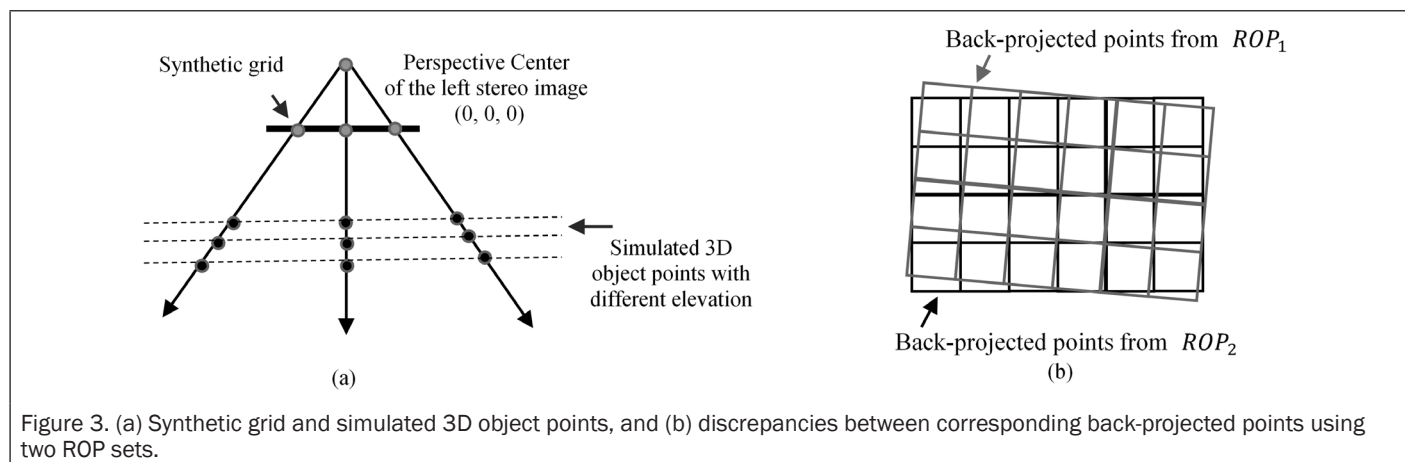 Synthetic grid
Perspective Center
of the left stereo image
(0, 0, 0)
Simulated 3D
object points with
different elevation
(a)
Back-projected points from ROP₁
Back-projected points from ROP₂
(b)
Figure 3. (a) Synthetic grid and simulated 3D object points, and (b) discrepancies between corresponding back-projected points using
two ROP sets.